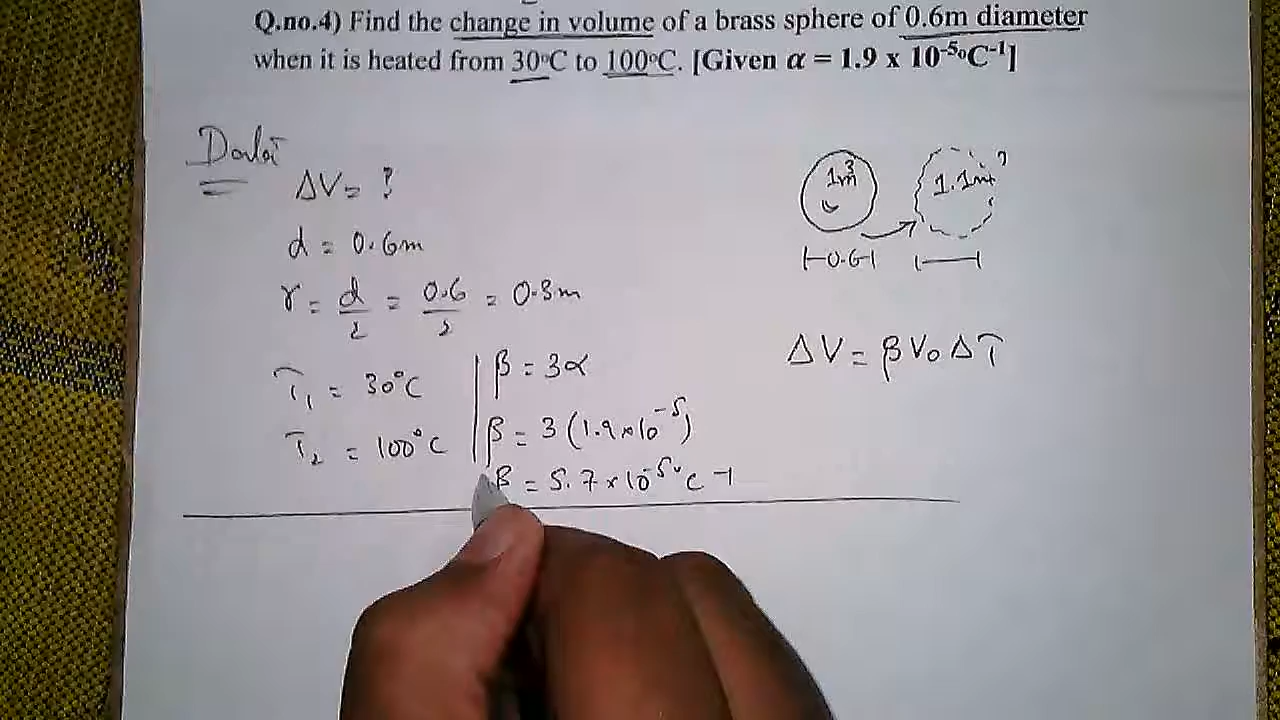 Q.no.4) Find the change in volume of a brass sphere of 0.6m diameter
when it is heated from 30°C to 100°C. [Given α = 1.9 x 10⁻⁵ °C⁻¹]
Data
ΔV = ?
d = 0.6m
r = d/2 = 0.6/2 = 0.3m
T₁ = 30°C
T₂ = 100°C
β = 3α
β = 3 (1.9 × 10⁻⁵)
β = 5.7 × 10⁻⁵ °C⁻¹
1m³
1.1m³
?
0.6
ΔV = β V₀ ΔT